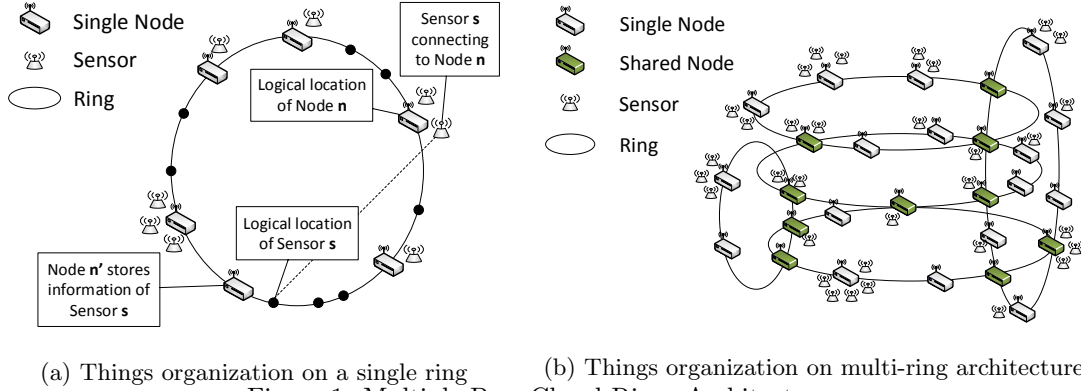 Single Node
Sensor
Ring
Sensor s
connecting
to Node n
Logical location
of Node n
Logical location
of Sensor s
Node n' stores
information of
Sensor s
(a) Things organization on a single ring
Single Node
Shared Node
Sensor
Ring
(b) Things organization on multi-ring architecture